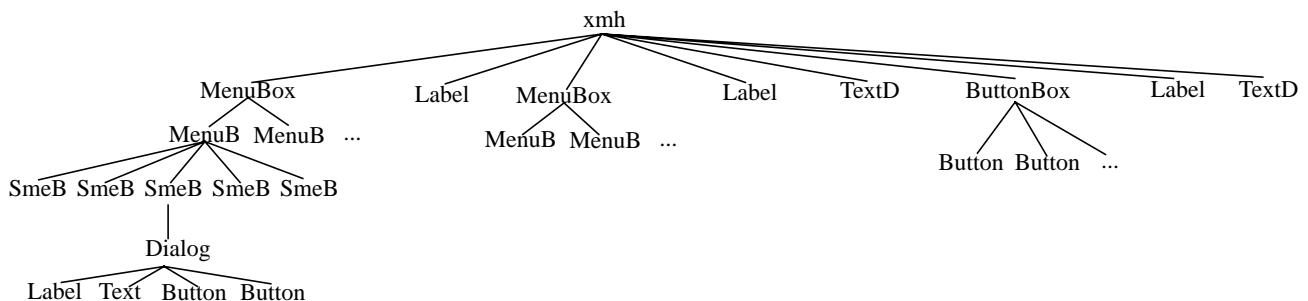 xmh
MenuBox Label MenuBox Label TextD ButtonBox Label TextD
MenuB MenuB ... MenuB MenuB ... Button Button ...
SmeB SmeB SmeB SmeB SmeB
Dialog
Label Text Button Button